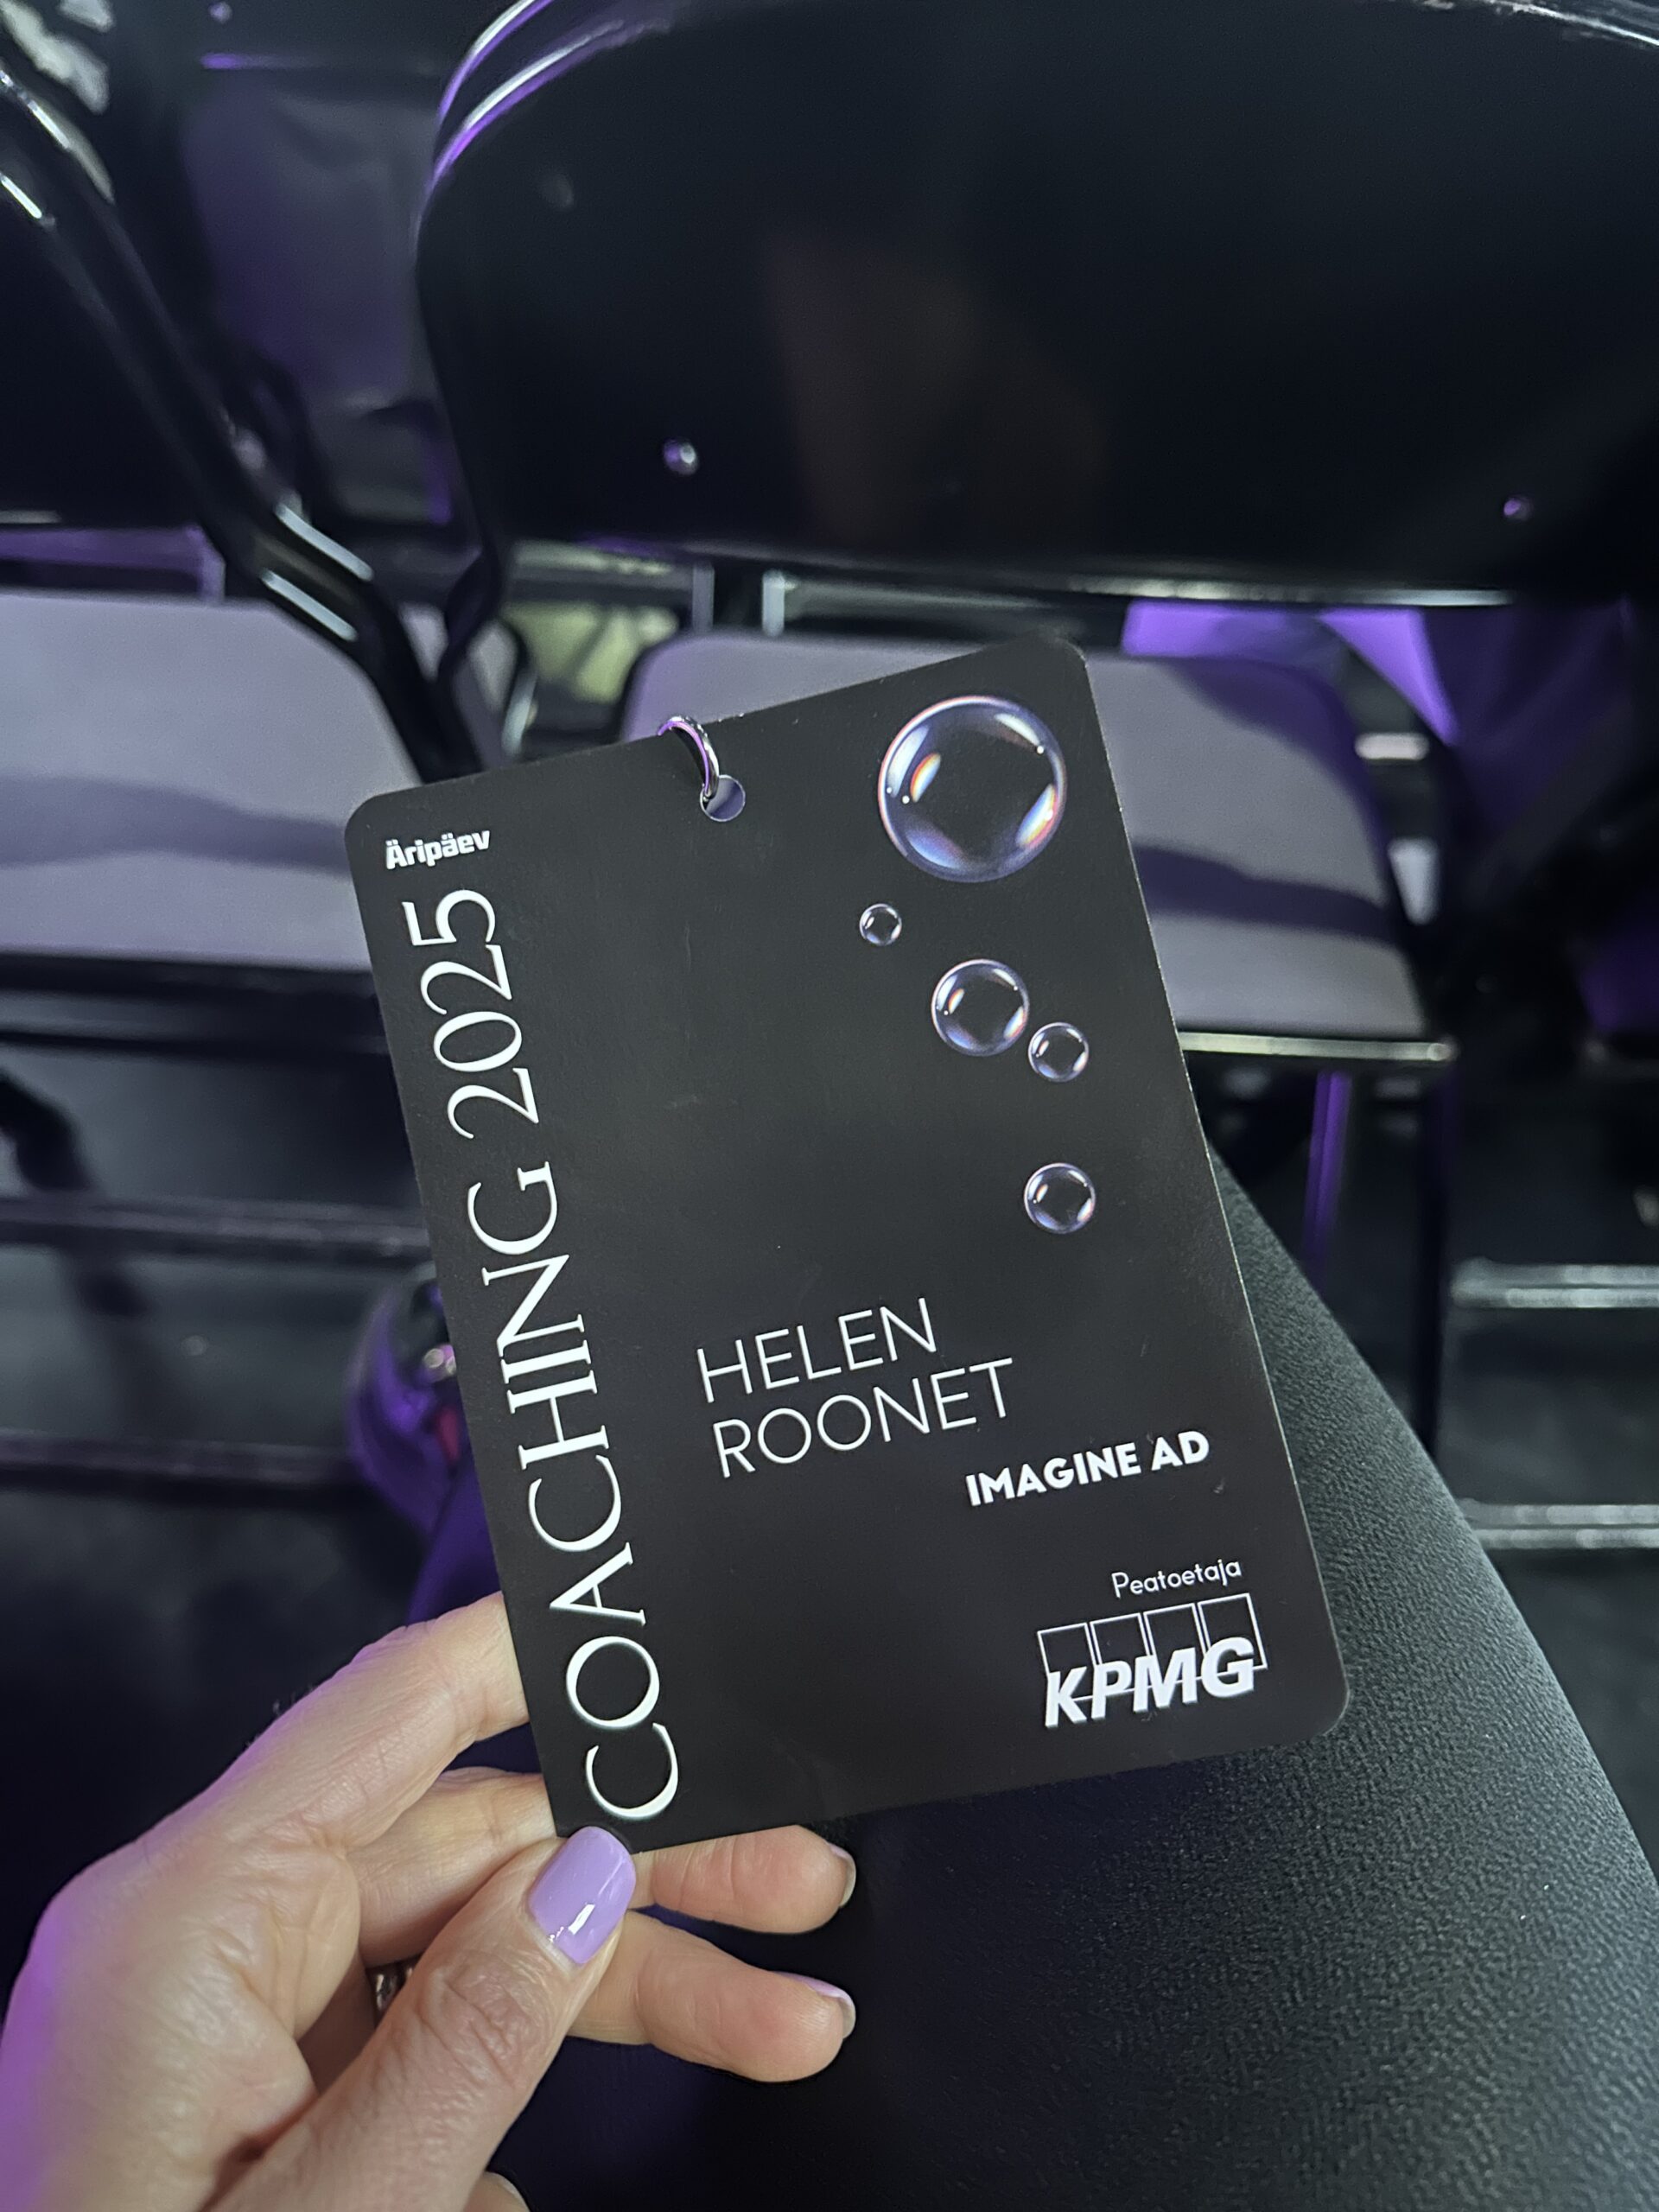 Äripäev
COACHING 2025
HELEN
ROONET
IMAGINE AD
Peatoetaja
KPMG